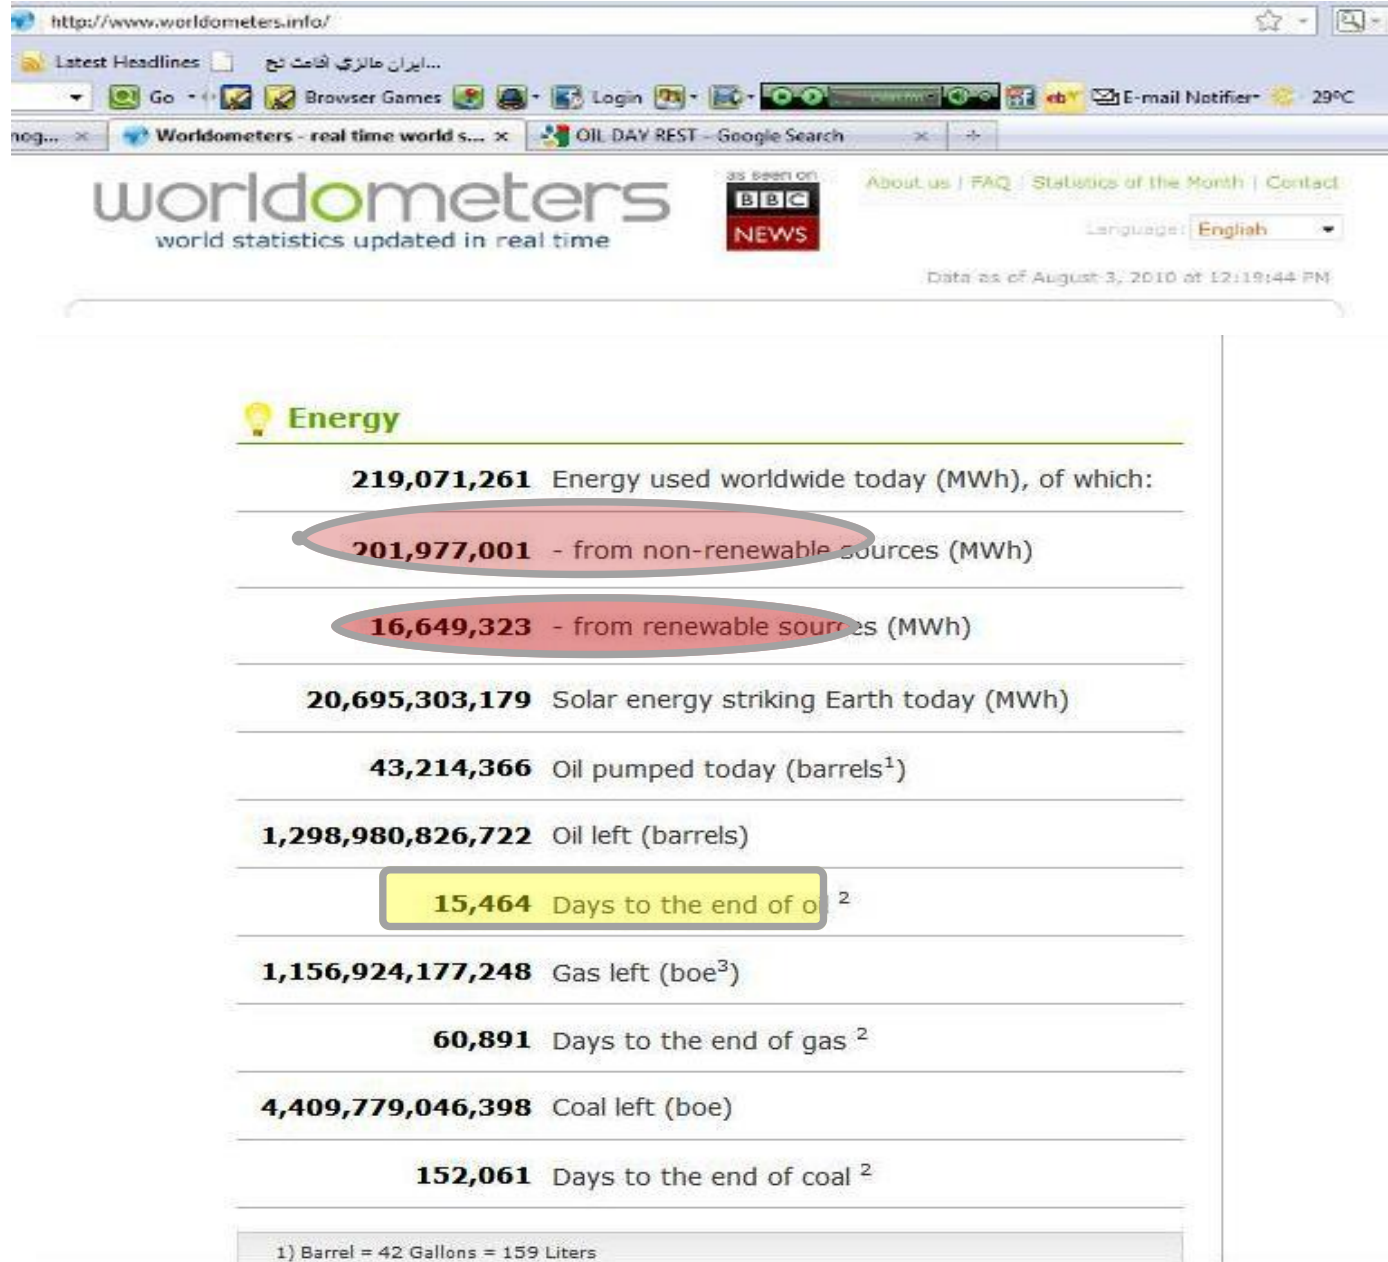 http://www.worldometers.info/
Latest Headlines ایران مالزي اقامت تح...
Go Browser Games Login E-mail Notifier 29°C
nog... Worldometers - real time world s... OIL DAY REST - Google Search
worldometers
world statistics updated in real time
as seen on
BBC
NEWS
About us | FAQ | Statistics of the Month | Contact
Language: English
Data as of August 3, 2010 at 12:19:44 PM
Energy
219,071,261 Energy used worldwide today (MWh), of which:
201,977,001 - from non-renewable sources (MWh)
16,649,323 - from renewable sources (MWh)
20,695,303,179 Solar energy striking Earth today (MWh)
43,214,366 Oil pumped today (barrels¹)
1,298,980,826,722 Oil left (barrels)
15,464 Days to the end of oil ²
1,156,924,177,248 Gas left (boe³)
60,891 Days to the end of gas ²
4,409,779,046,398 Coal left (boe)
152,061 Days to the end of coal ²
1) Barrel = 42 Gallons = 159 Liters